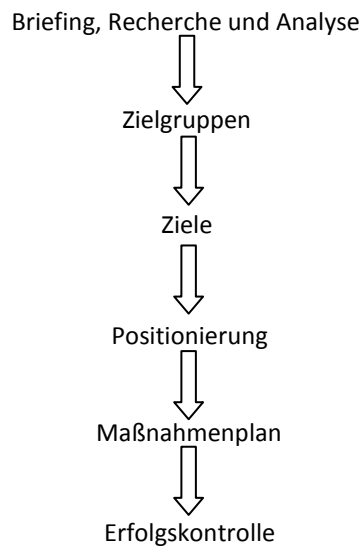 Briefing, Recherche und Analyse
Zielgruppen
Ziele
Positionierung
Maßnahmenplan
Erfolgskontrolle